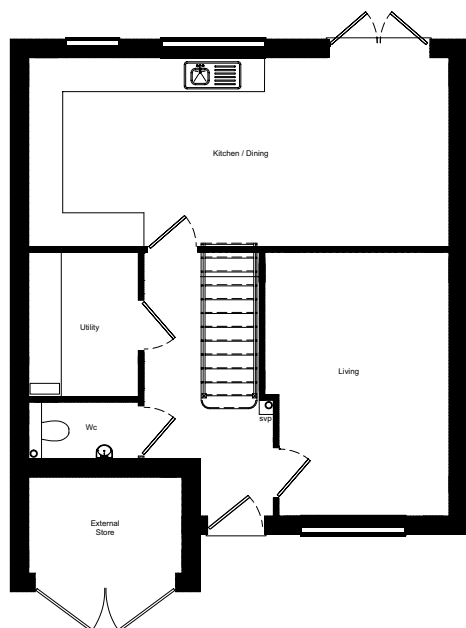 Kitchen / Dining
Utility
Living
Wc
svp
External
Store